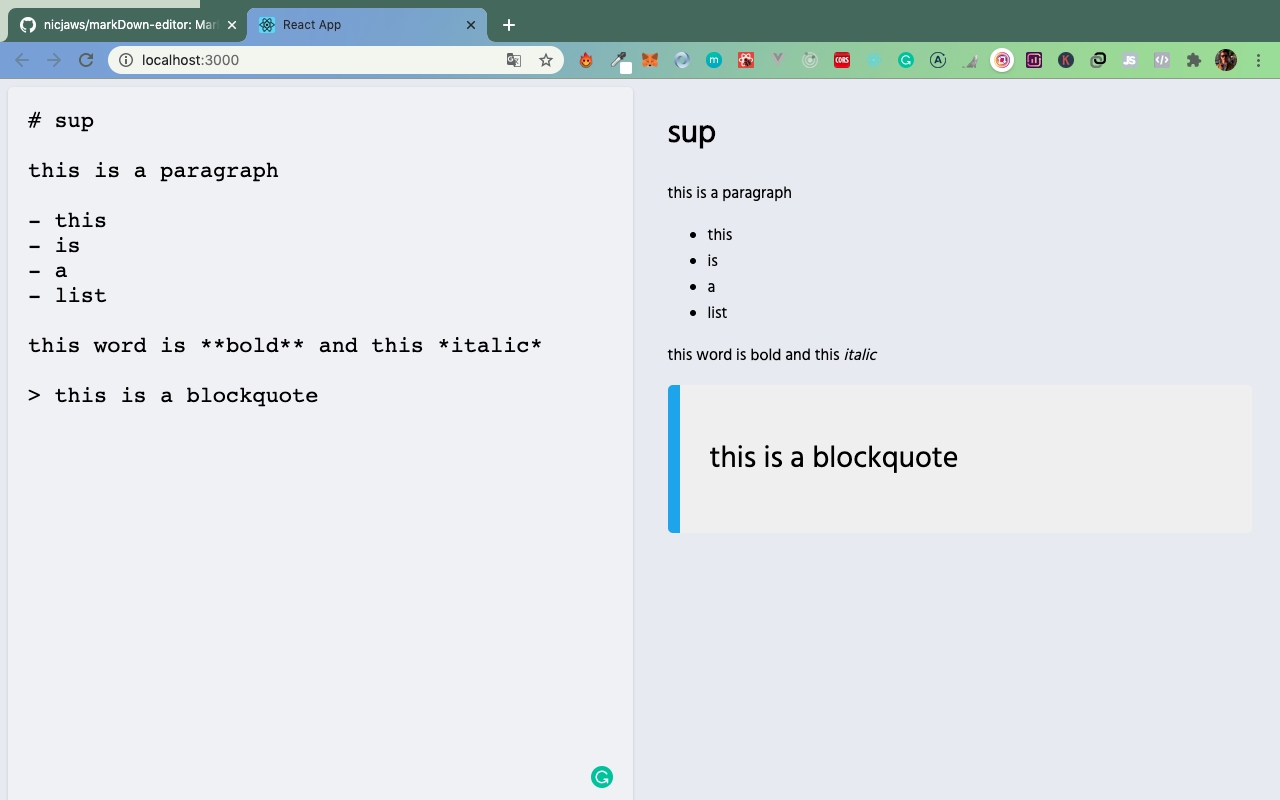 nicjaws/markDown-editor: Mar
React App
localhost:3000
# sup
this is a paragraph
- this
- is
- a
- list
this word is **bold** and this *italic*
> this is a blockquote
sup
this is a paragraph
• this
• is
• a
• list
this word is bold and this italic
this is a blockquote